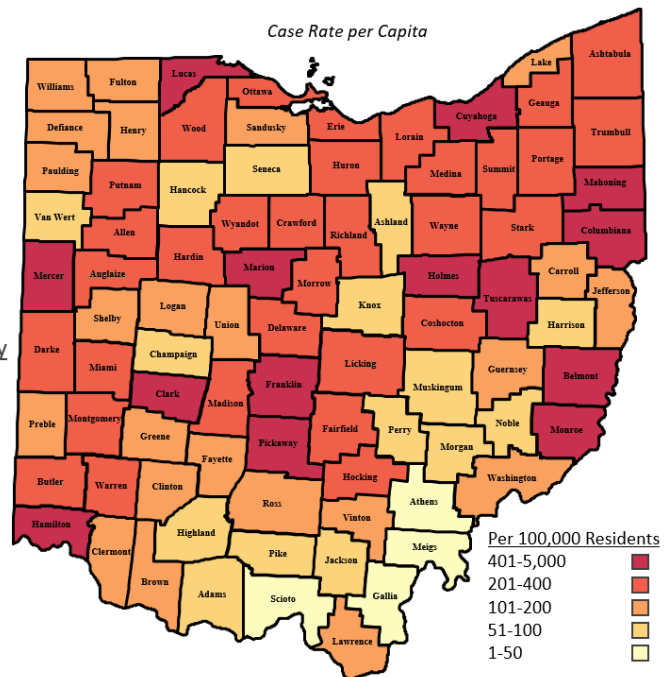 Case Rate per Capita
Williams
Fulton
Lucas
Ottawa
Lake
Ashtabula
Geauga
Cuyahoga
Defiance
Henry
Wood
Sandusky
Erie
Lorain
Trumbull
Paulding
Putnam
Hancock
Seneca
Huron
Medina
Summit
Portage
Mahoning
Van Wert
Allen
Wyandot
Crawford
Richland
Ashland
Wayne
Stark
Columbiana
Mercer
Auglaize
Hardin
Marion
Morrow
Holmes
Tuscarawas
Carroll
Jefferson
Shelby
Logan
Union
Delaware
Knox
Coshocton
Harrison
y
Darke
Miami
Champaign
Clark
Madison
Franklin
Licking
Muskingum
Guernsey
Belmont
Preble
Montgomery
Greene
Fayette
Pickaway
Fairfield
Perry
Morgan
Noble
Monroe
Butler
Warren
Clinton
Ross
Hocking
Vinton
Athens
Washington
Hamilton
Clermont
Brown
Highland
Pike
Jackson
Meigs
Adams
Scioto
Gallia
Lawrence
Per 100,000 Residents
401-5,000
201-400
101-200
51-100
1-50